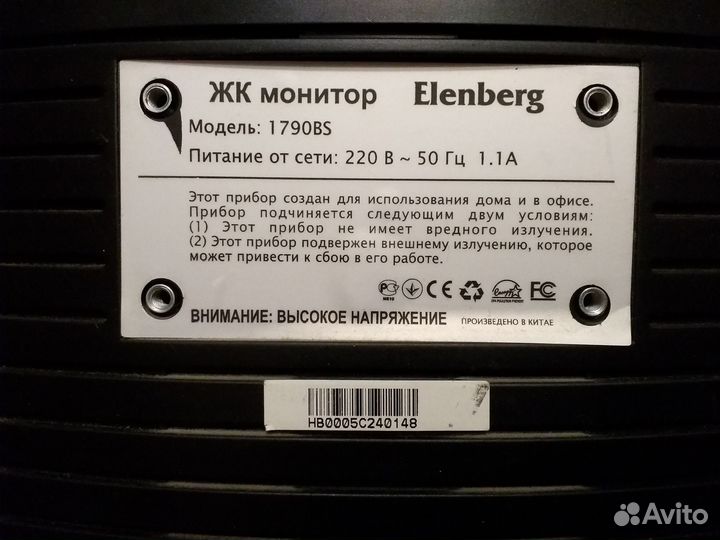 ЖК монитор Elenberg
Модель: 1790BS
Питание от сети: 220 В ~ 50 Гц 1.1А
Этот прибор создан для использования дома и в офисе.
Прибор подчиняется следующим двум условиям:
(1) Этот прибор не имеет вредного излучения.
(2) Этот прибор подвержен внешнему излучению, которое
может привести к сбою в его работе.
ВНИМАНИЕ: ВЫСОКОЕ НАПРЯЖЕНИЕ ПРОИЗВЕДЕНО В КИТАЕ
HB0005C240148
Avito